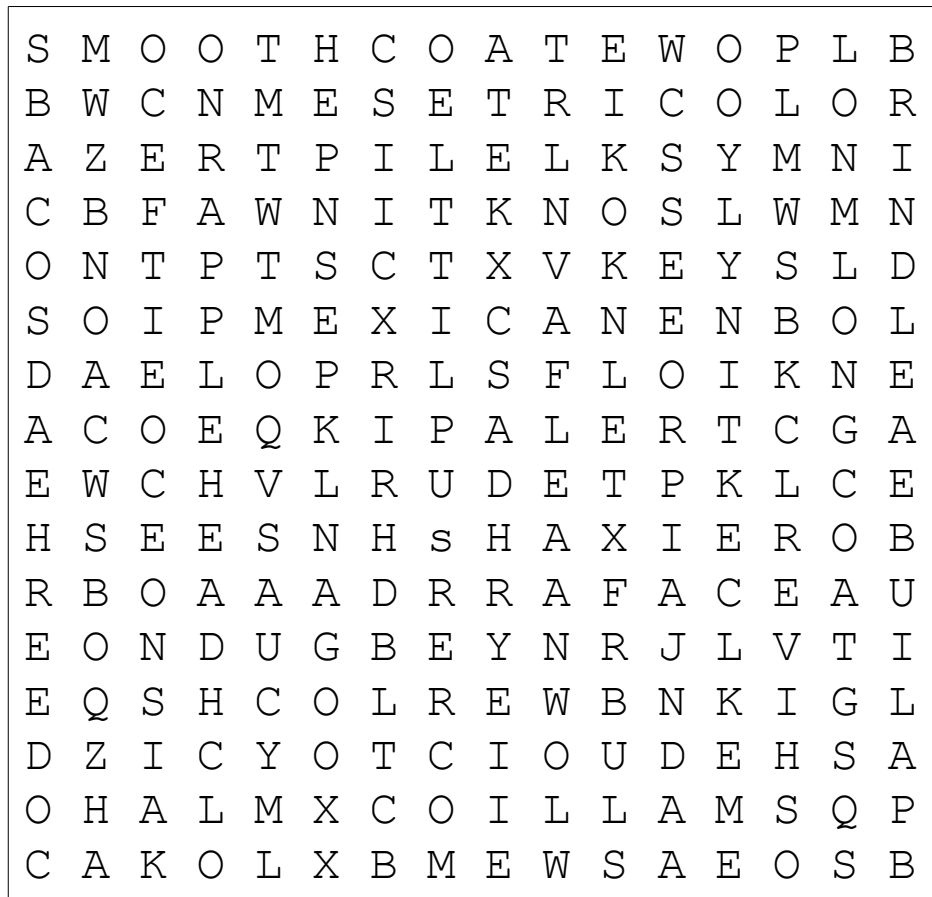 S M O O T H C O A T E W O P L B
B W C N M E S E T R I C O L O R
A Z E R T P I L E L K S Y M N I
C B F A W N I T K N O S L W M N
O N T P T S C T X V K E Y S L D
S O I P M E X I C A N E N B O L
D A E L O P R L S F L O I K N E
A C O E Q K I P A L E R T C G A
E W C H V L R U D E T P K L C E
H S E E S N H s H A X I E R O B
R B O A A A D R R A F A C E A U
E O N D U G B E Y N R J L V T I
E Q S H C O L R E W B N K I G L
D Z I C Y O T C I O U D E H S A
O H A L M X C O I L L A M S Q P
C A K O L X B M E W S A E O S B